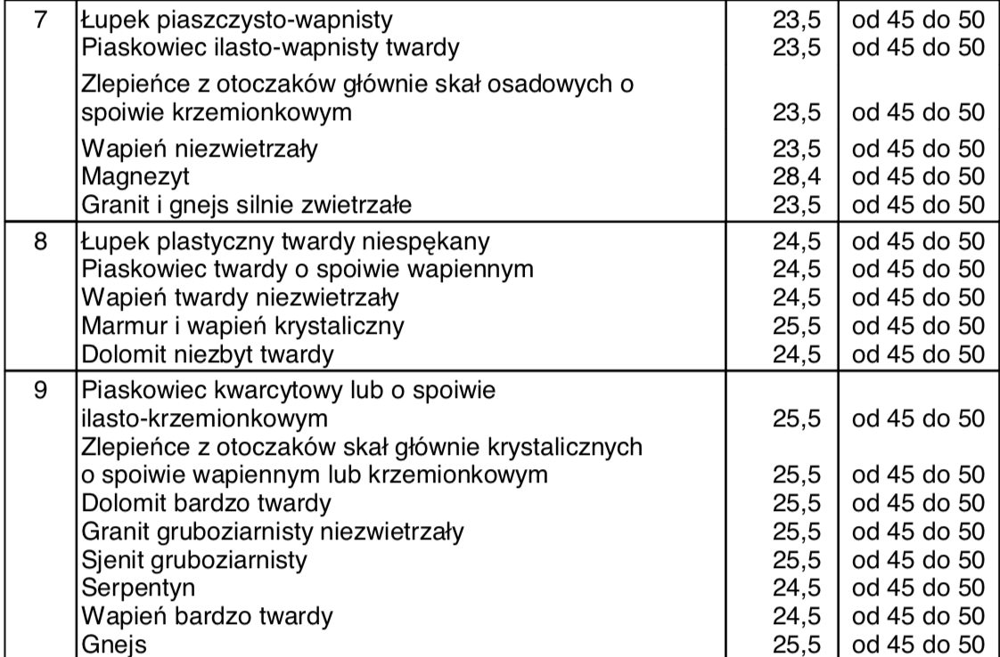 7 Łupek piaszczysto-wapnisty 23,5 od 45 do 50
Piaskowiec ilasto-wapnisty twardy 23,5 od 45 do 50
Zlepieńce z otoczaków głównie skał osadowych o
spoiwie krzemionkowym 23,5 od 45 do 50
Wapień niezwietrzały 23,5 od 45 do 50
Magnezyt 28,4 od 45 do 50
Granit i gnejs silnie zwietrzałe 23,5 od 45 do 50
8 Łupek plastyczny twardy niespękany 24,5 od 45 do 50
Piaskowiec twardy o spoiwie wapiennym 24,5 od 45 do 50
Wapień twardy niezwietrzały 24,5 od 45 do 50
Marmur i wapień krystaliczny 25,5 od 45 do 50
Dolomit niezbyt twardy 24,5 od 45 do 50
9 Piaskowiec kwarcytowy lub o spoiwie
ilasto-krzemionkowym 25,5 od 45 do 50
Zlepieńce z otoczaków skał głównie krystalicznych
o spoiwie wapiennym lub krzemionkowym 25,5 od 45 do 50
Dolomit bardzo twardy 25,5 od 45 do 50
Granit gruboziarnisty niezwietrzały 25,5 od 45 do 50
Sjenit gruboziarnisty 25,5 od 45 do 50
Serpentyn 24,5 od 45 do 50
Wapień bardzo twardy 24,5 od 45 do 50
Gnejs 25,5 od 45 do 50